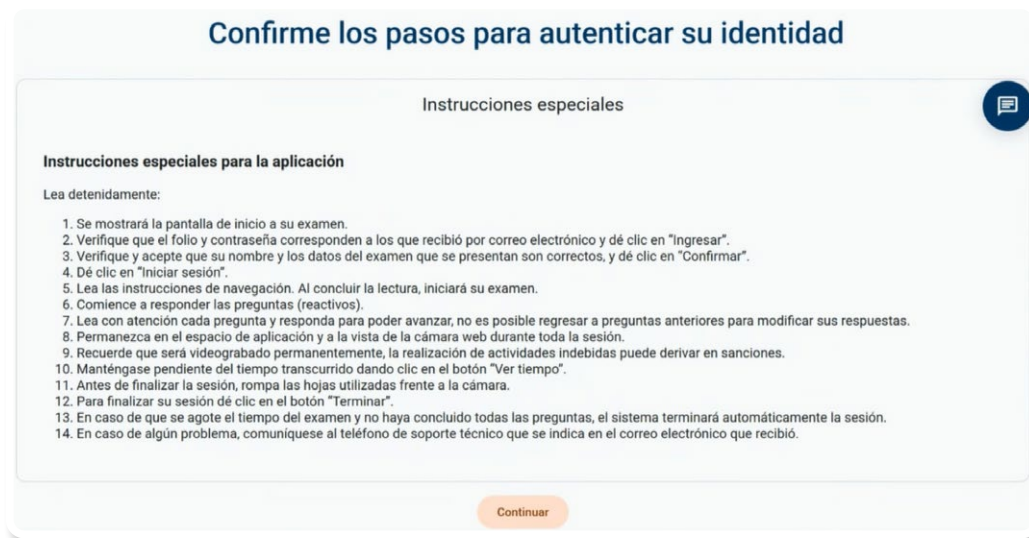 Confirme los pasos para autenticar su identidad
Instrucciones especiales
Instrucciones especiales para la aplicación
Lea detenidamente:
1. Se mostrará la pantalla de inicio a su examen.
2. Verifique que el folio y contraseña corresponden a los que recibió por correo electrónico y dé clic en “Ingresar”.
3. Verifique y acepte que su nombre y los datos del examen que se presentan son correctos, y dé clic en “Confirmar”.
4. Dé clic en “Iniciar sesión”.
5. Lea las instrucciones de navegación. Al concluir la lectura, iniciará su examen.
6. Comience a responder las preguntas (reactivos).
7. Lea con atención cada pregunta y responda para poder avanzar, no es posible regresar a preguntas anteriores para modificar sus respuestas.
8. Permanezca en el espacio de aplicación y a la vista de la cámara web durante toda la sesión.
9. Recuerde que será videograbado permanentemente, la realización de actividades indebidas puede derivar en sanciones.
10. Manténgase pendiente del tiempo transcurrido dando clic en el botón “Ver tiempo”.
11. Antes de finalizar la sesión, rompa las hojas utilizadas frente a la cámara.
12. Para finalizar su sesión dé clic en el botón “Terminar”.
13. En caso de que se agote el tiempo del examen y no haya concluido todas las preguntas, el sistema terminará automáticamente la sesión.
14. En caso de algún problema, comuníquese al teléfono de soporte técnico que se indica en el correo electrónico que recibió.
Continuar